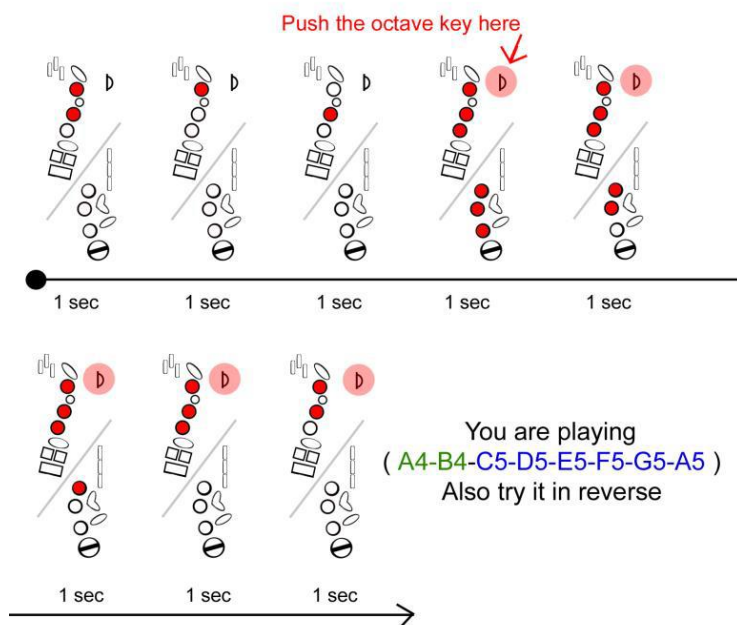 Push the octave key here
1 sec 1 sec 1 sec 1 sec 1 sec
You are playing
( A4-B4-C5-D5-E5-F5-G5-A5 )
Also try it in reverse
1 sec 1 sec 1 sec